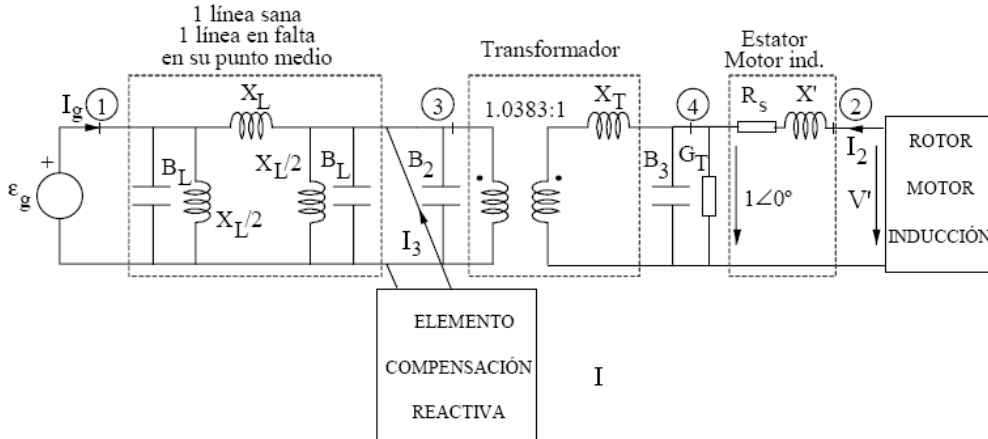 1 línea sana
1 línea en falta
en su punto medio
Transformador
Estator
Motor ind.
I_g
1
X_L
3
1.0383:1
X_T
4
R_s
X'
2
+
ε_g
B_L
X_L/2
X_L/2
B_L
B_2
B_3
G_T
1∠0º
I_2
V'
ROTOR
MOTOR
INDUCCIÓN
I_3
ELEMENTO
COMPENSACIÓN
REACTIVA
I